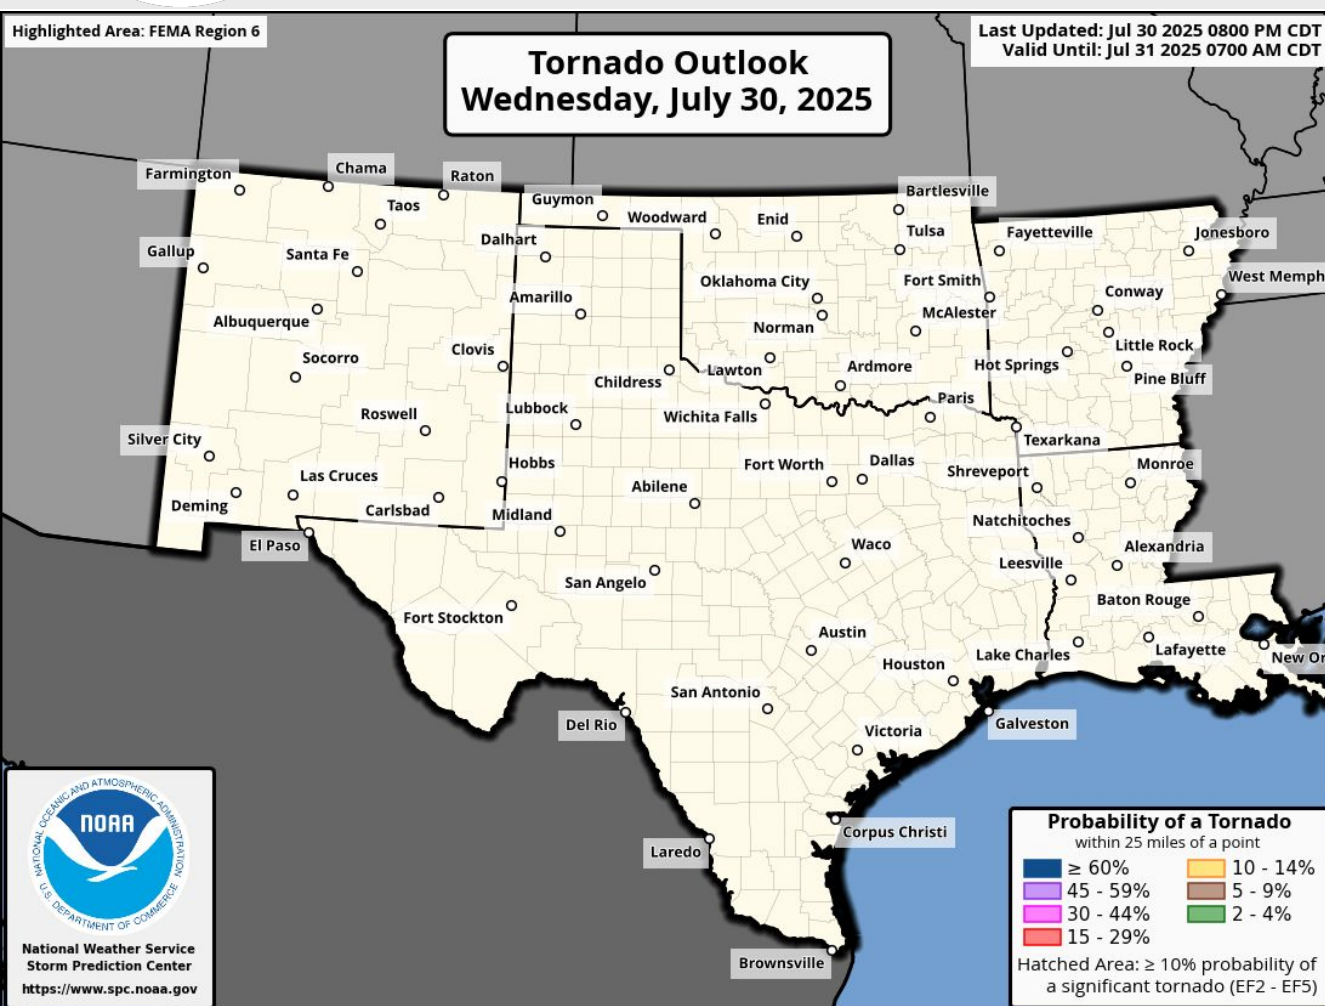 Highlighted Area: FEMA Region 6
Last Updated: Jul 30 2025 0800 PM CDT
Valid Until: Jul 31 2025 0700 AM CDT
Tornado Outlook
Wednesday, July 30, 2025
Farmington
Chama
Raton
Taos
Guymon
Woodward
Enid
Bartlesville
Tulsa
Fayetteville
Jonesboro
Gallup
Santa Fe
Dalhart
Oklahoma City
Fort Smith
West Memph
Amarillo
Conway
Albuquerque
Norman
McAlester
Little Rock
Socorro
Clovis
Childress
Lawton
Ardmore
Hot Springs
Pine Bluff
Roswell
Lubbock
Wichita Falls
Paris
Texarkana
Silver City
Las Cruces
Hobbs
Fort Worth
Dallas
Shreveport
Monroe
Deming
Carlsbad
Midland
Abilene
Natchitoches
El Paso
San Angelo
Waco
Leesville
Alexandria
Fort Stockton
Baton Rouge
Austin
Houston
Lake Charles
Lafayette
New Or
Del Rio
San Antonio
Victoria
Galveston
Laredo
Corpus Christi
Brownsville
NATIONAL OCEANIC AND ATMOSPHERIC ADMINISTRATION
NOAA
U.S. DEPARTMENT OF COMMERCE
National Weather Service
Storm Prediction Center
https://www.spc.noaa.gov
Probability of a Tornado
within 25 miles of a point
≥ 60%
45 - 59%
30 - 44%
15 - 29%
10 - 14%
5 - 9%
2 - 4%
Hatched Area: ≥ 10% probability of
a significant tornado (EF2 - EF5)